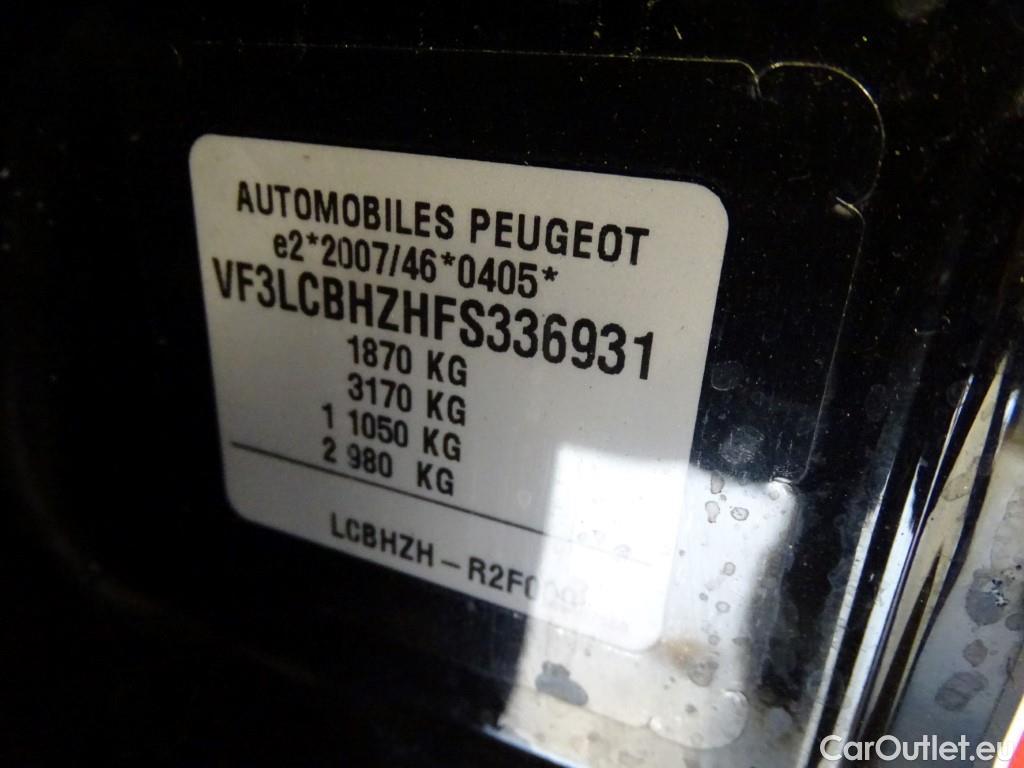 AUTOMOBILES PEUGEOT
e2*2007/46*0405*
VF3LCBHZHFS336931
1870 KG
3170 KG
1 1050 KG
2 980 KG
LCBHZH-R2F000
CarOutlet.eu